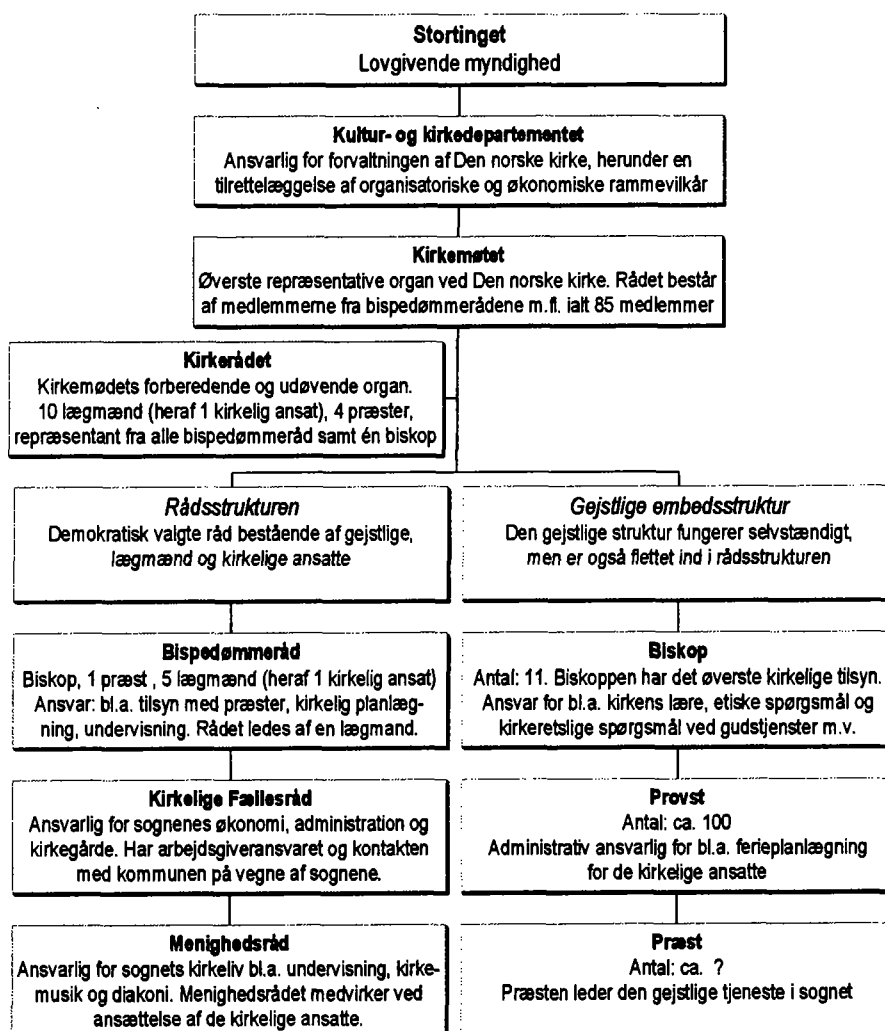 Stortinget
Lovgivende myndighed
Kultur- og kirkedepartementet
Ansvarlig for forvaltningen af Den norske kirke, herunder en
tilrettelæggelse af organisatoriske og økonomiske rammevilkår
Kirkemøtet
Øverste repræsentative organ ved Den norske kirke. Rådet består
af medlemmerne fra bispedømmerådene m.fl. ialt 85 medlemmer
Kirkerådet
Kirkemødets forberedende og udøvende organ.
10 lægmænd (heraf 1 kirkelig ansat), 4 præster,
repræsentant fra alle bispedømmeråd samt én biskop
Rådsstrukturen
Demokratisk valgte råd bestående af gejstlige,
lægmænd og kirkelige ansatte
Gejstlige embedsstruktur
Den gejstlige struktur fungerer selvstændigt,
men er også flettet ind i rådsstrukturen
Bispedømmeråd
Biskop, 1 præst , 5 lægmænd (heraf 1 kirkelig ansat)
Ansvar: bl.a. tilsyn med præster, kirkelig planlæg-
ning, undervisning. Rådet ledes af en lægmand.
Biskop
Antal: 11. Biskoppen har det øverste kirkelige tilsyn.
Ansvar for bl.a. kirkens lære, etiske spørgsmål og
kirkeretslige spørgsmål ved gudstjenster m.v.
Kirkelige Fællesråd
Ansvarlig for sognenes økonomi, administration og
kirkegårde. Har arbejdsgiveransvaret og kontakten
med kommunen på vegne af sognene.
Provst
Antal: ca. 100
Administrativ ansvarlig for bl.a. ferieplanlægning
for de kirkelige ansatte
Menighedsråd
Ansvarlig for sognets kirkeliv bl.a. undervisning, kirke-
musik og diakoni. Menighedsrådet medvirker ved
ansættelse af de kirkelige ansatte.
Præst
Antal: ca. ?
Præsten leder den gejstlige tjeneste i sognet